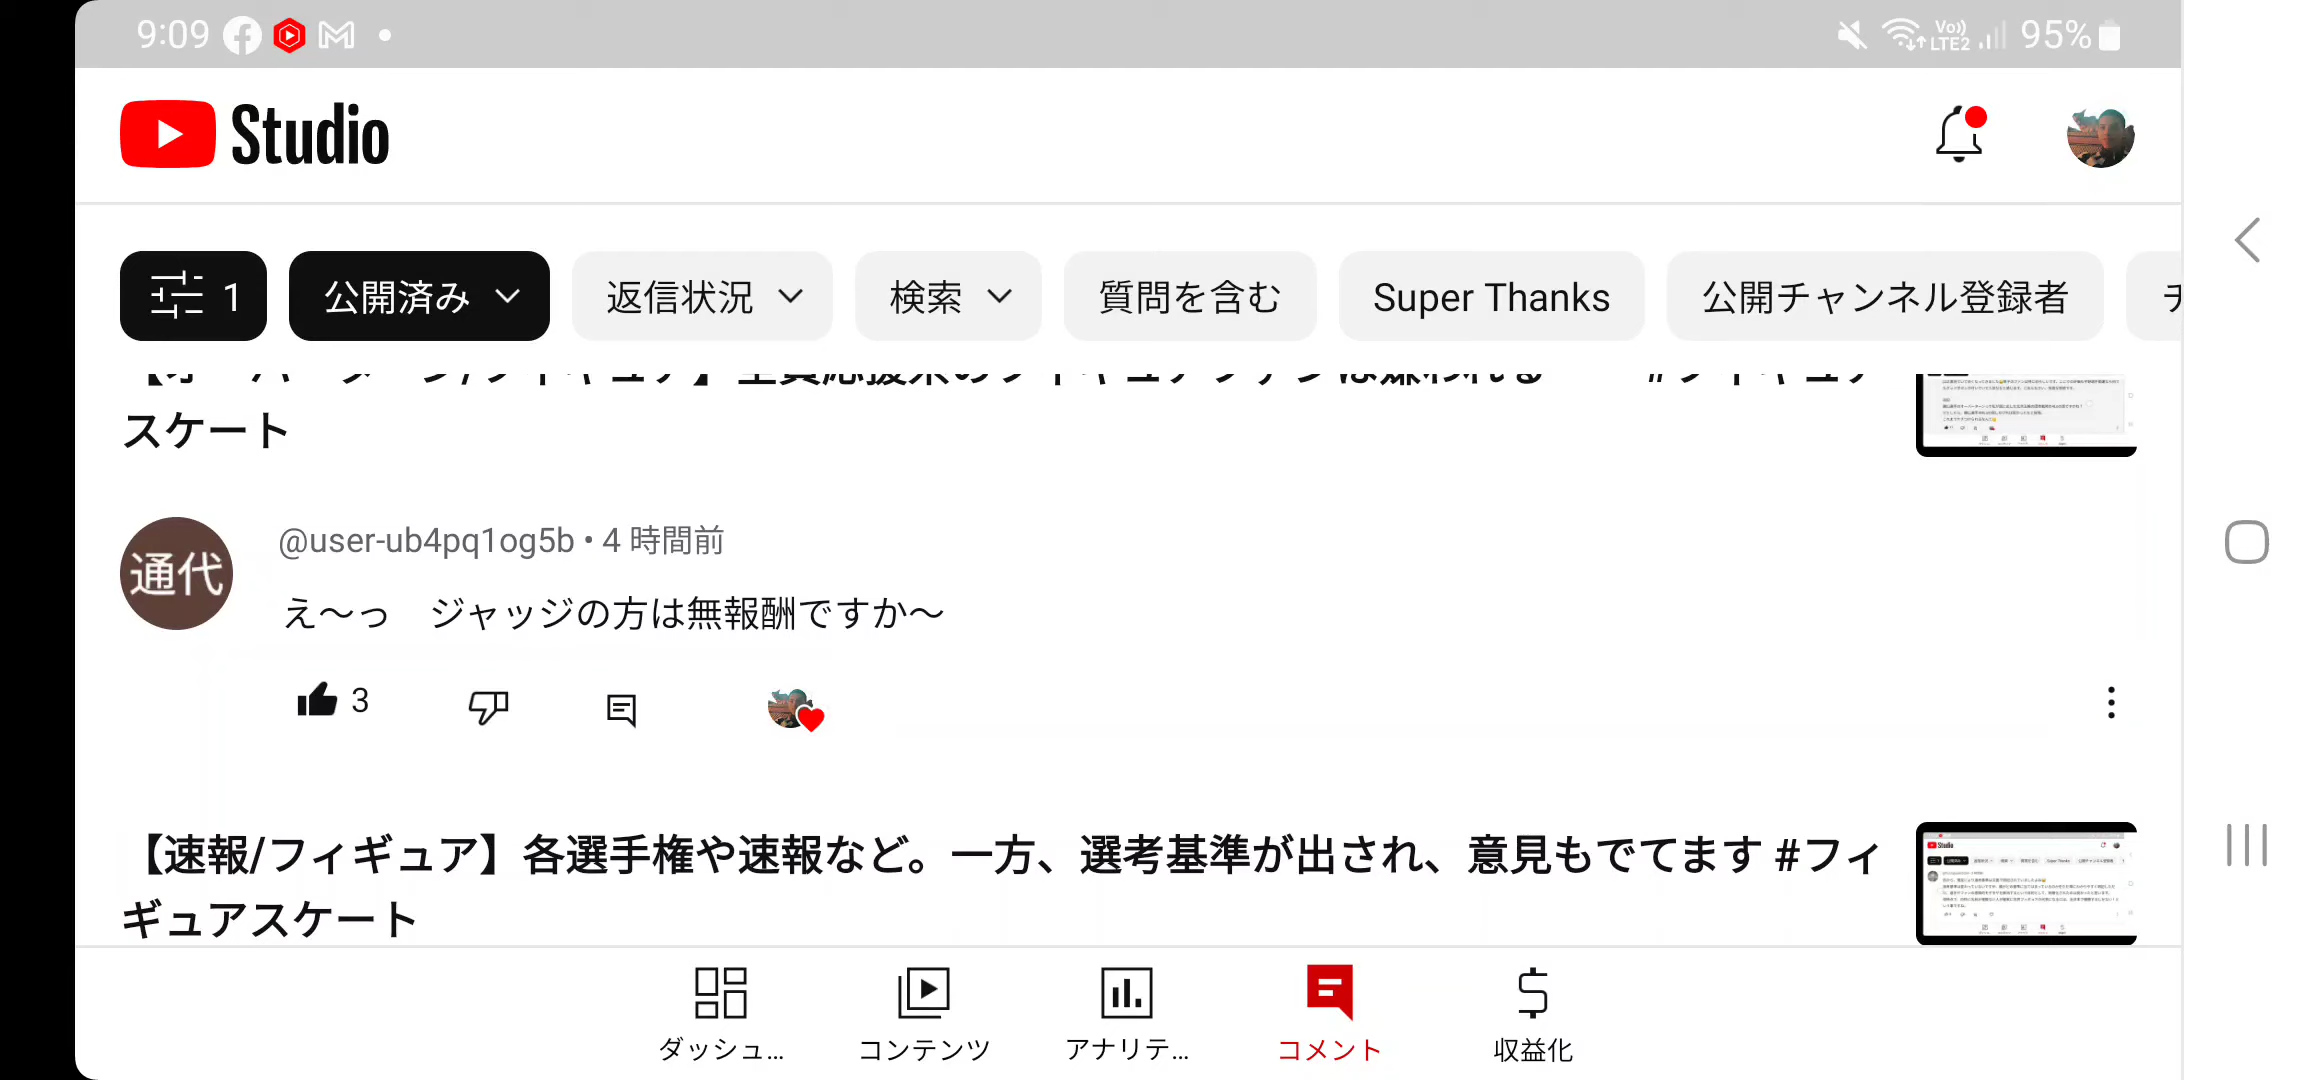 9:09
Vo))
LTE2
95%
Studio
1
公開済み
返信状況
検索
質問を含む
Super Thanks
公開チャンネル登録者
スケート
通代
@user-ub4pq1og5b • 4 時間前
え〜っ　ジャッジの方は無報酬ですか〜
3
【速報/フィギュア】各選手権や速報など。一方、選考基準が出され、意見もでてます #フィ
ギュアスケート
ダッシュ...
コンテンツ
アナリテ...
コメント
収益化